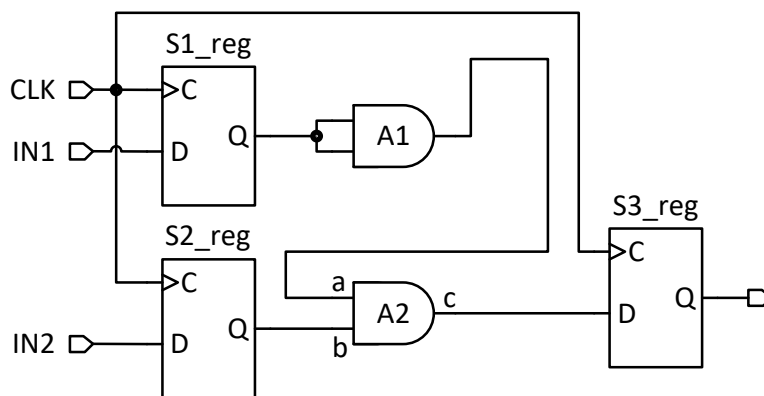 S1_reg
CLK
C
IN1
D
Q
A1
S2_reg
S3_reg
C
C
a
A2
c
Q
D
Q
b
IN2
D